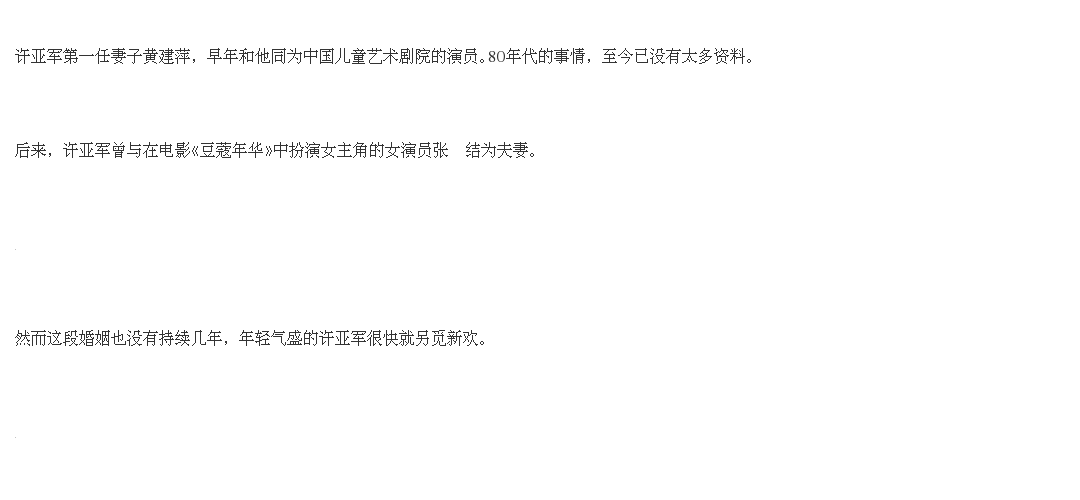 许亚军第一任妻子黄建萍，早年和他同为中国儿童艺术剧院的演员。80年代的事情，至今已没有太多资料。
后来，许亚军曾与在电影《豆蔻年华》中扮演女主角的女演员张　结为夫妻。
然而这段婚姻也没有持续几年，年轻气盛的许亚军很快就另觅新欢。